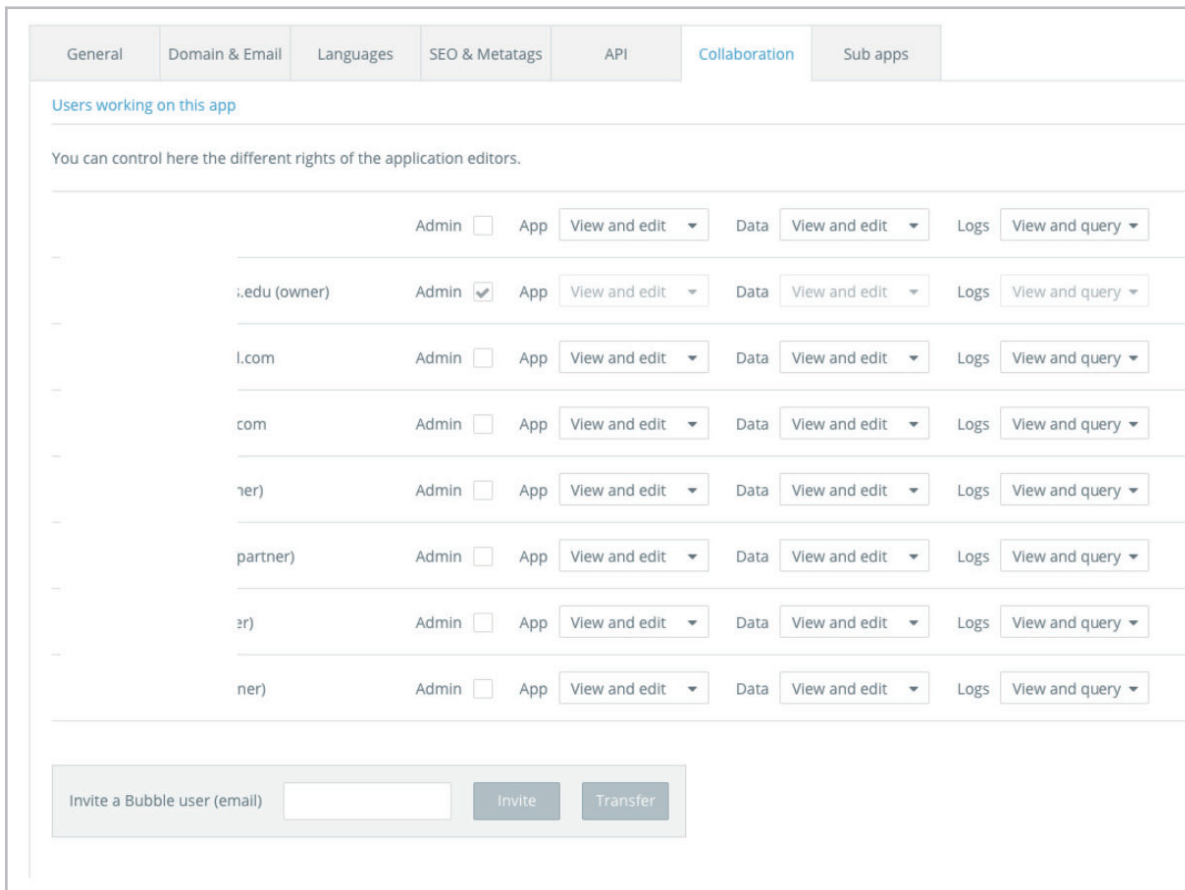 General Domain & Email Languages SEO & Metatags API Collaboration Sub apps
Users working on this app
You can control here the different rights of the application editors.
Admin App View and edit Data View and edit Logs View and query
s.edu (owner) Admin App View and edit Data View and edit Logs View and query
l.com Admin App View and edit Data View and edit Logs View and query
com Admin App View and edit Data View and edit Logs View and query
ner) Admin App View and edit Data View and edit Logs View and query
partner) Admin App View and edit Data View and edit Logs View and query
er) Admin App View and edit Data View and edit Logs View and query
ner) Admin App View and edit Data View and edit Logs View and query
Invite a Bubble user (email) Invite Transfer